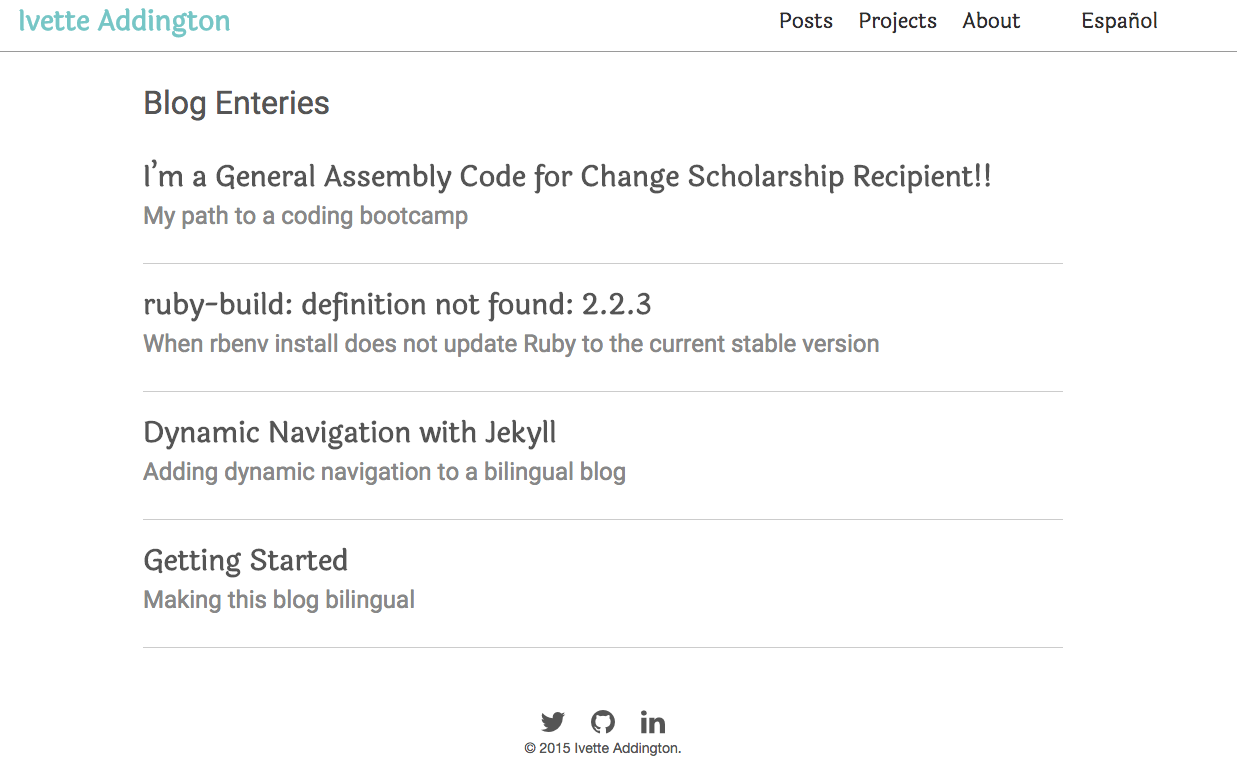 Ivette Addington
Posts Projects About Español
Blog Enteries
I’m a General Assembly Code for Change Scholarship Recipient!!
My path to a coding bootcamp
ruby-build: definition not found: 2.2.3
When rbenv install does not update Ruby to the current stable version
Dynamic Navigation with Jekyll
Adding dynamic navigation to a bilingual blog
Getting Started
Making this blog bilingual
© 2015 Ivette Addington.